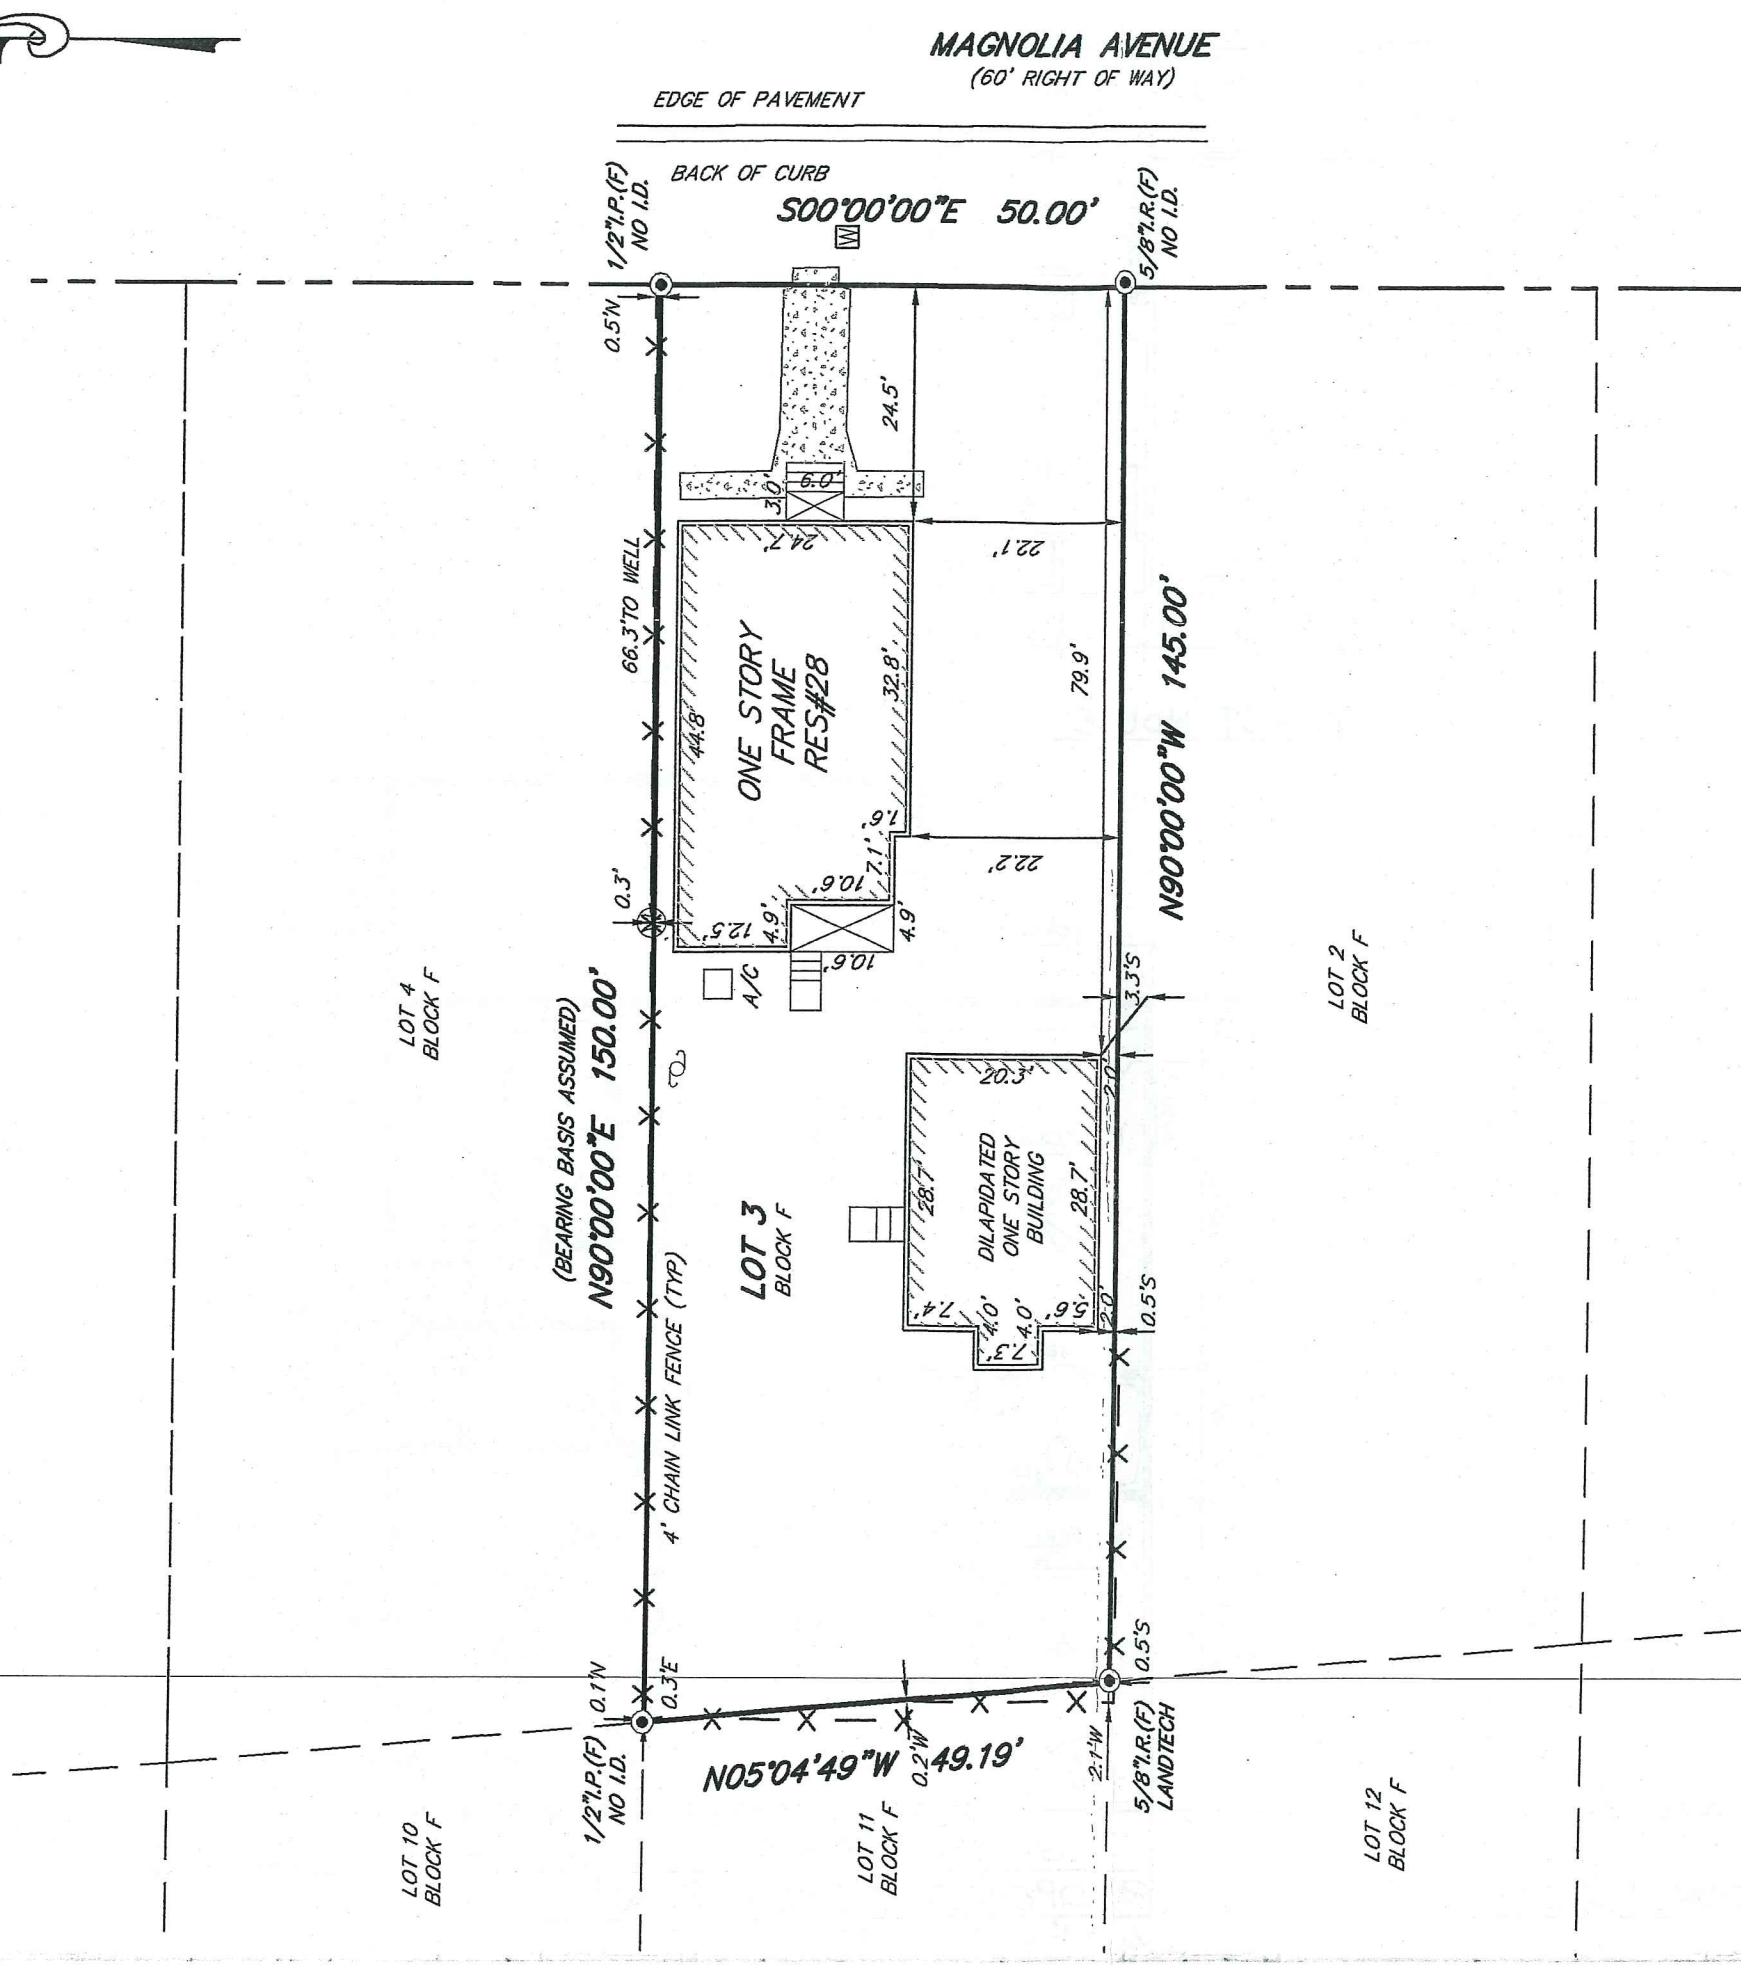 MAGNOLIA AVENUE
(60' RIGHT OF WAY)
EDGE OF PAVEMENT
BACK OF CURB
S00°00'00"E 50.00'
1/2"I.P.(F)
NO I.D.
5/8"I.R.(F)
NO I.D.
W
0.5'N
24.5'
3.0'
6.0'
24.7'
22.1'
66.3'TO WELL
ONE STORY
FRAME
RES#28
44.8'
32.8'
79.9'
N90°00'00"W 145.00'
1.6'
7.1'
10.6'
22.2'
0.3'
W
12.5'
4.9'
4.9'
10.6'
A/C
3.3'S
LOT 4
BLOCK F
LOT 2
BLOCK F
(BEARING BASIS ASSUMED)
N90°00'00"E 150.00'
20.3'
2.0'
28.7'
DILAPIDATED
ONE STORY
BUILDING
28.7'
LOT 3
BLOCK F
7.4'
4.0'
7.3'
4.0'
5.6'
2.0'
0.5'S
4' CHAIN LINK FENCE (TYP)
0.1'N
0.3'E
0.5'S
1/2"I.P.(F)
NO I.D.
N05°04'49"W 49.19'
0.2'W
2.1'W
5/8"I.R.(F)
LANDTECH
LOT 10
BLOCK F
LOT 11
BLOCK F
LOT 12
BLOCK F